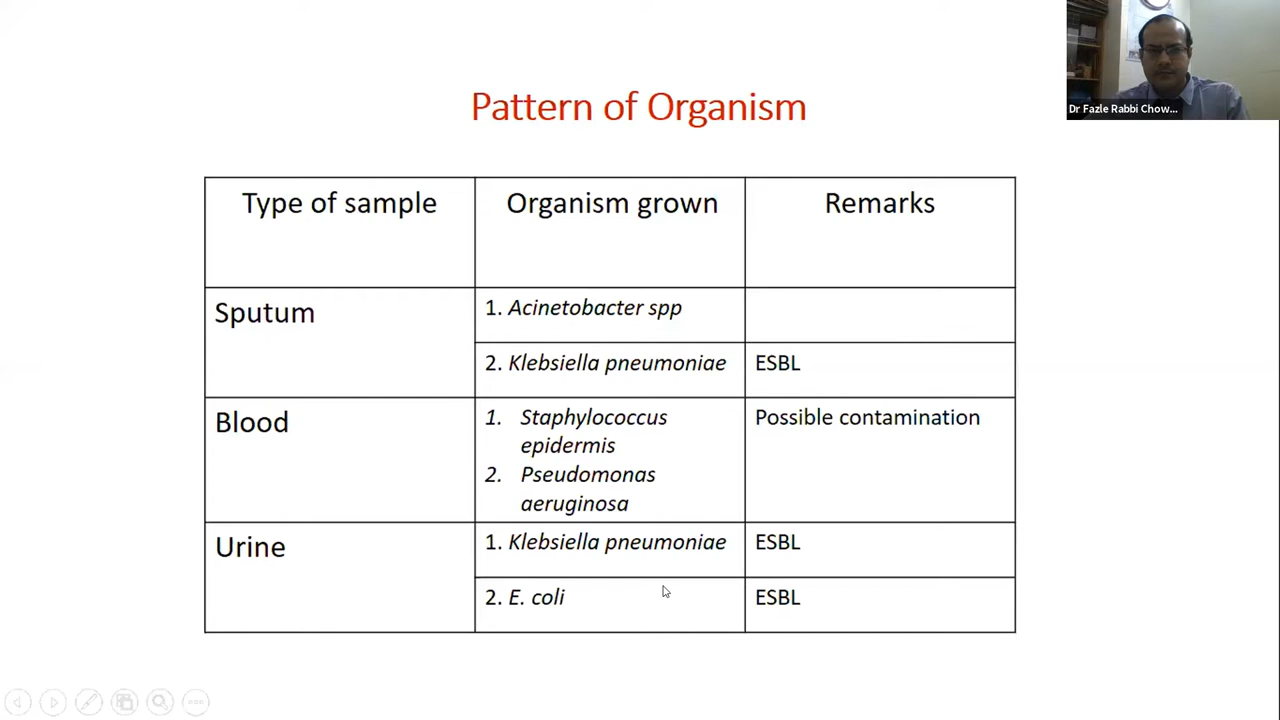 Dr Fazle Rabbi Chow...
Pattern of Organism
Type of sample
Organism grown
Remarks
Sputum
1. Acinetobacter spp
2. Klebsiella pneumoniae
ESBL
Blood
1. Staphylococcus
epidermis
2. Pseudomonas
aeruginosa
Possible contamination
Urine
1. Klebsiella pneumoniae
ESBL
2. E. coli
ESBL